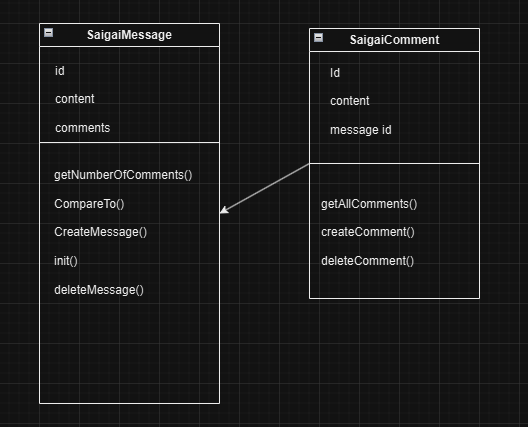 SaigaiMessage
id
content
comments
getNumberOfComments()
CompareTo()
CreateMessage()
init()
deleteMessage()
SaigaiComment
Id
content
message id
getAllComments()
createComment()
deleteComment()